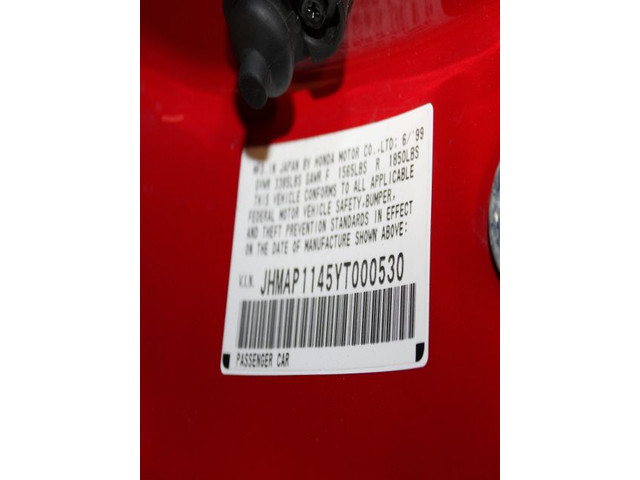 MFD.IN JAPAN BY HONDA MOTOR CO.,LTD: 6/'99
GVWR 3385LBS GAWR F 1565LBS R 1850LBS
THIS VEHICLE CONFORMS TO ALL APPLICABLE
FEDERAL MOTOR VEHICLE SAFETY,BUMPER,
AND THEFT PREVENTION STANDARDS IN EFFECT
ON THE DATE OF MANUFACTURE SHOWN ABOVE:
V.I.N. JHMAP1145YT000530
PASSENGER CAR